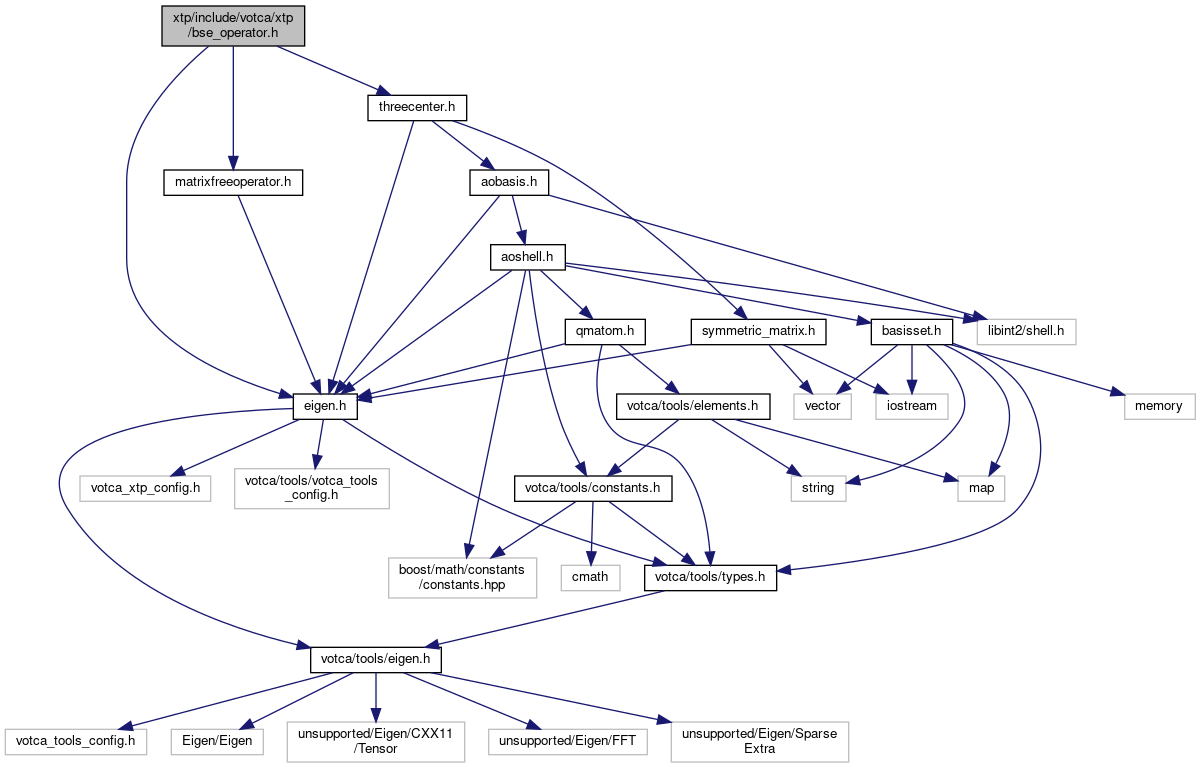 xtp/include/votca/xtp
/bse_operator.h
threecenter.h
matrixfreeoperator.h
aobasis.h
aoshell.h
qmatom.h
symmetric_matrix.h
basisset.h
libint2/shell.h
eigen.h
votca/tools/elements.h
vector
iostream
memory
votca_xtp_config.h
votca/tools/votca_tools
_config.h
votca/tools/constants.h
string
map
boost/math/constants
/constants.hpp
cmath
votca/tools/types.h
votca/tools/eigen.h
votca_tools_config.h
Eigen/Eigen
unsupported/Eigen/CXX11
/Tensor
unsupported/Eigen/FFT
unsupported/Eigen/Sparse
Extra